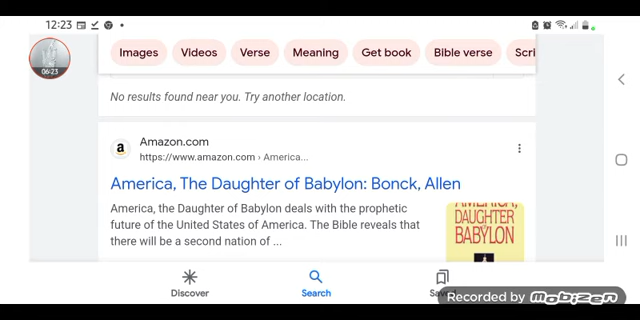 12:23
06:23
Images Videos Verse Meaning Get book Bible verse Scri
No results found near you. Try another location.
Amazon.com
https://www.amazon.com › America...
America, The Daughter of Babylon: Bonck, Allen
America, the Daughter of Babylon deals with the prophetic
future of the United States of America. The Bible reveals that
there will be a second nation of ...
AMERICA,
DAUGHTER
OF
BABYLON
Discover Search Saved
Recorded by mobizen